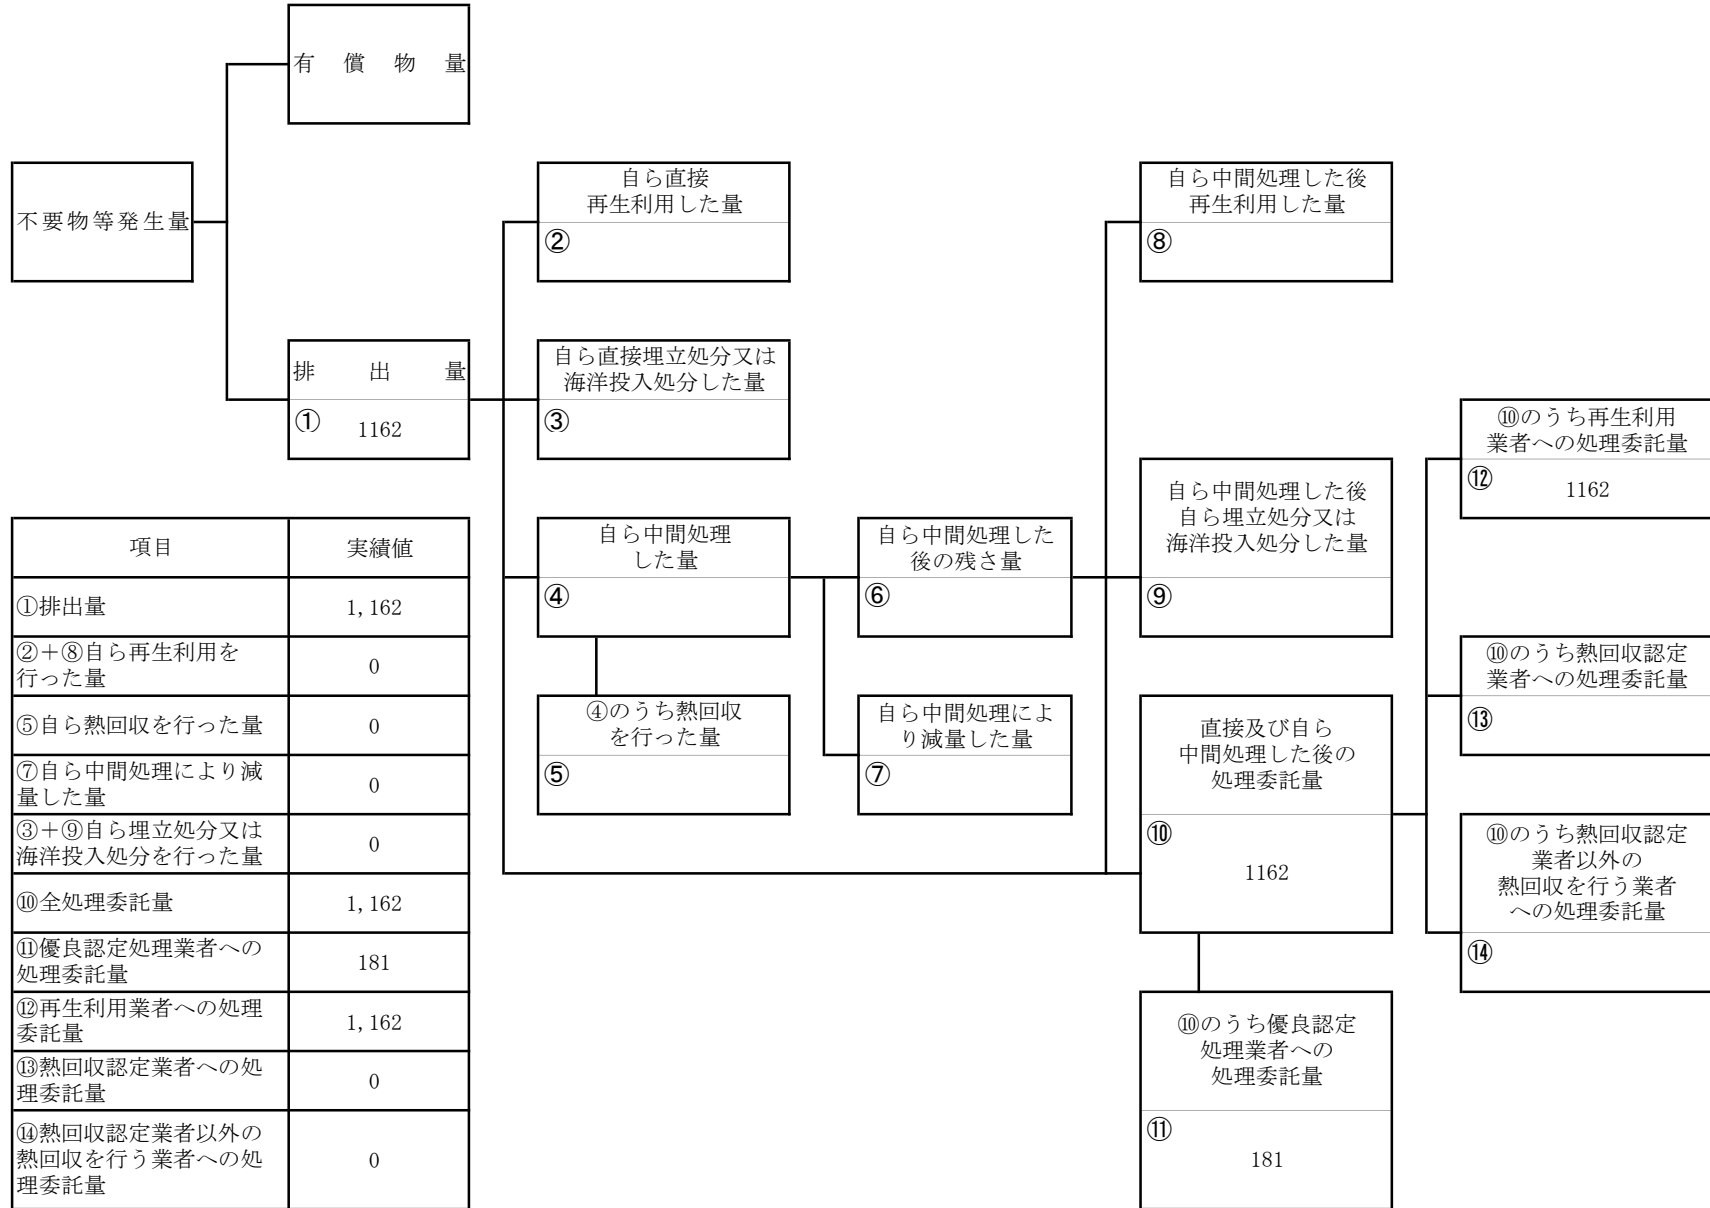 有償物量
不要物等発生量
自ら直接
再生利用した量
②
自ら中間処理した後
再生利用した量
⑧
排出量
① 1162
自ら直接埋立処分又は
海洋投入処分した量
③
⑩のうち再生利用
業者への処理委託量
⑫ 1162
自ら中間処理
した量
④
自ら中間処理した
後の残さ量
⑥
自ら中間処理した後
自ら埋立処分又は
海洋投入処分した量
⑨
⑩のうち熱回収認定
業者への処理委託量
⑬
④のうち熱回収
を行った量
⑤
自ら中間処理によ
り減量した量
⑦
直接及び自ら
中間処理した後の
処理委託量
⑩
1162
⑩のうち熱回収認定
業者以外の
熱回収を行う業者
への処理委託量
⑭
⑩のうち優良認定
処理業者への
処理委託量
⑪
181
項目 実績値
①排出量 1,162
②＋⑧自ら再生利用を
行った量 0
⑤自ら熱回収を行った量 0
⑦自ら中間処理により減
量した量 0
③＋⑨自ら埋立処分又は
海洋投入処分を行った量 0
⑩全処理委託量 1,162
⑪優良認定処理業者への
処理委託量 181
⑫再生利用業者への処理
委託量 1,162
⑬熱回収認定業者への処
理委託量 0
⑭熱回収認定業者以外の
熱回収を行う業者への処
理委託量 0